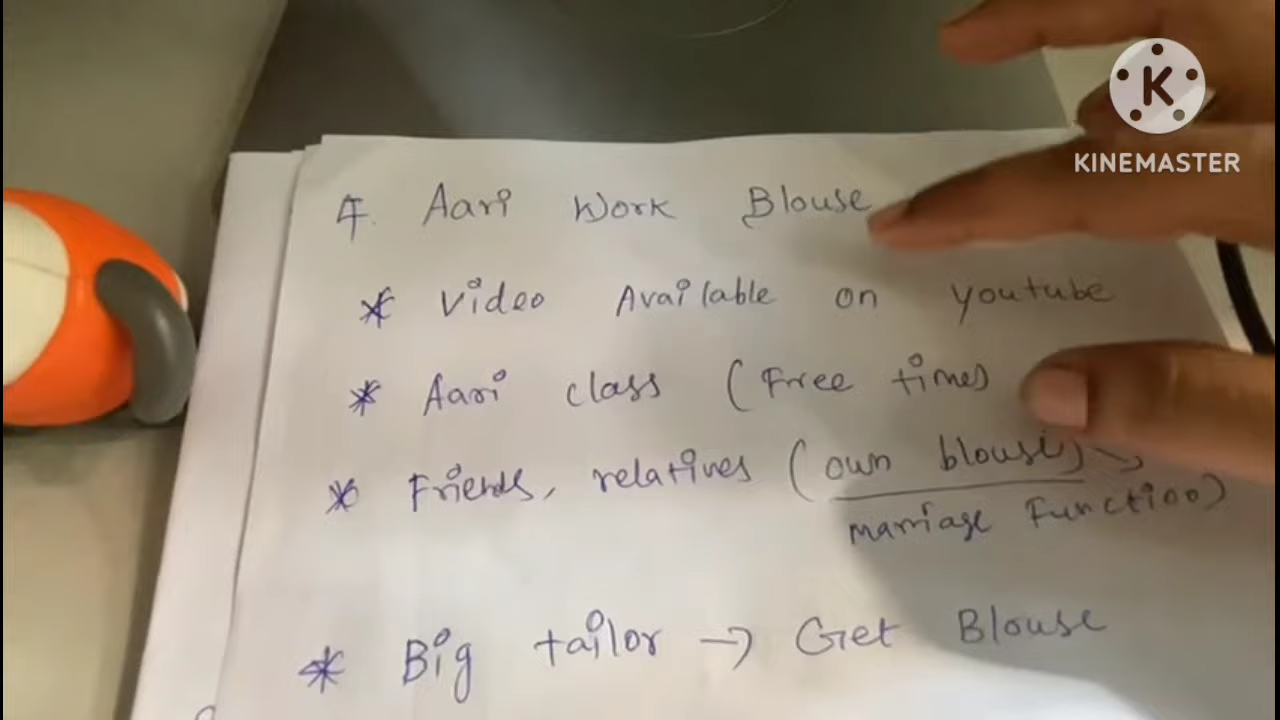 KINEMASTER
4. Aari Work Blouse
* Video Available on youtube
* Aari class (Free times
* Friends, relatives (own blouse)
marriage Function)
* Big tailor → Get Blouse